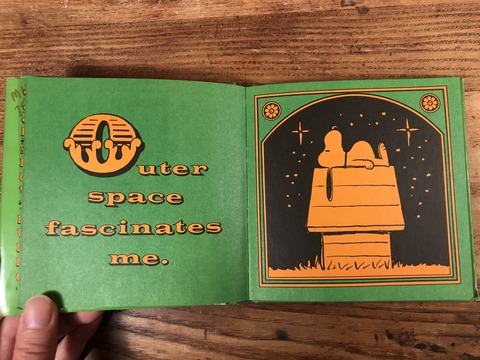 Outer
space
fascinates
me.